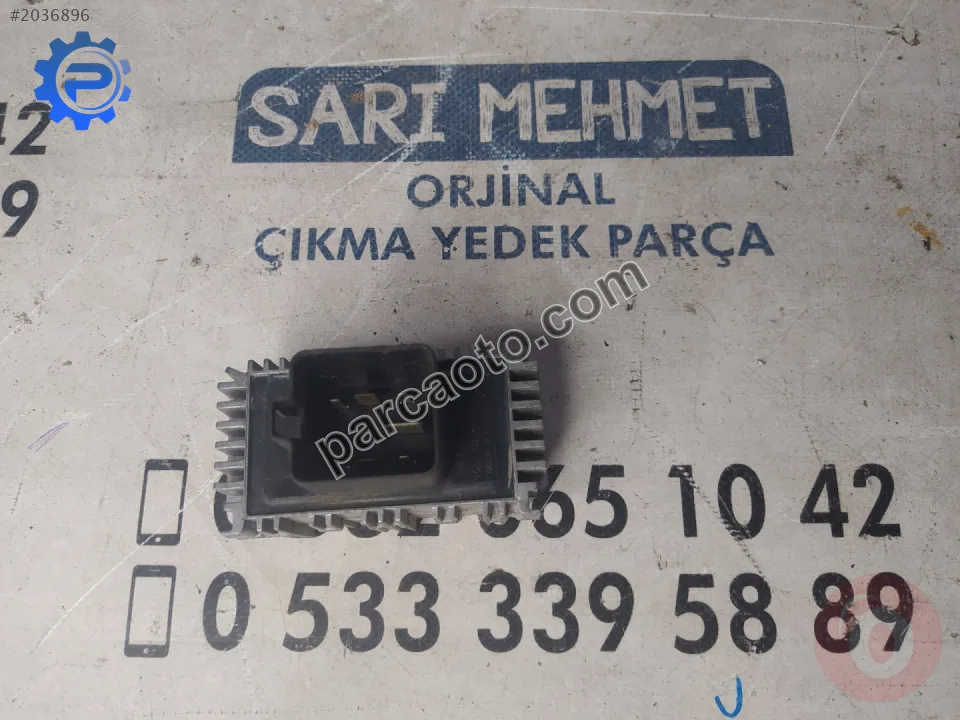 #2036896
42
9
SARI MEHMET
ORJİNAL
ÇIKMA YEDEK PARÇA
parcaoto.com
65 10 42
0 533 339 58 89